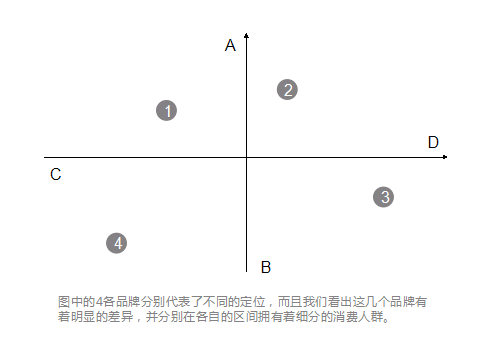 A
2
1
D
C
3
4
B
图中的4各品牌分别代表了不同的定位，而且我们看出这几个品牌有
着明显的差异，并分别在各自的区间拥有着细分的消费人群。